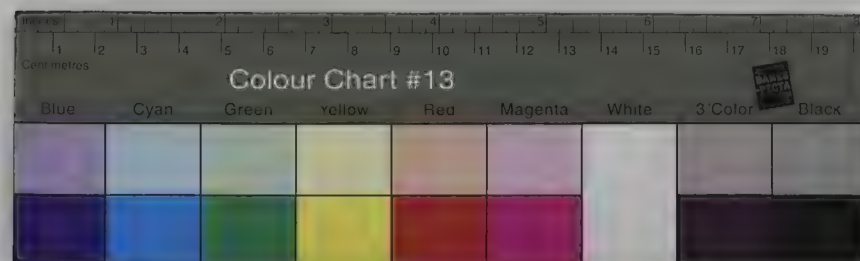 Inches 1 2 3 4 5 6 7
1 2 3 4 5 6 7 8 9 10 11 12 13 14 15 16 17 18 19
Centimetres
Colour Chart #13
Blue Cyan Green Yellow Red Magenta White 3/Color Black